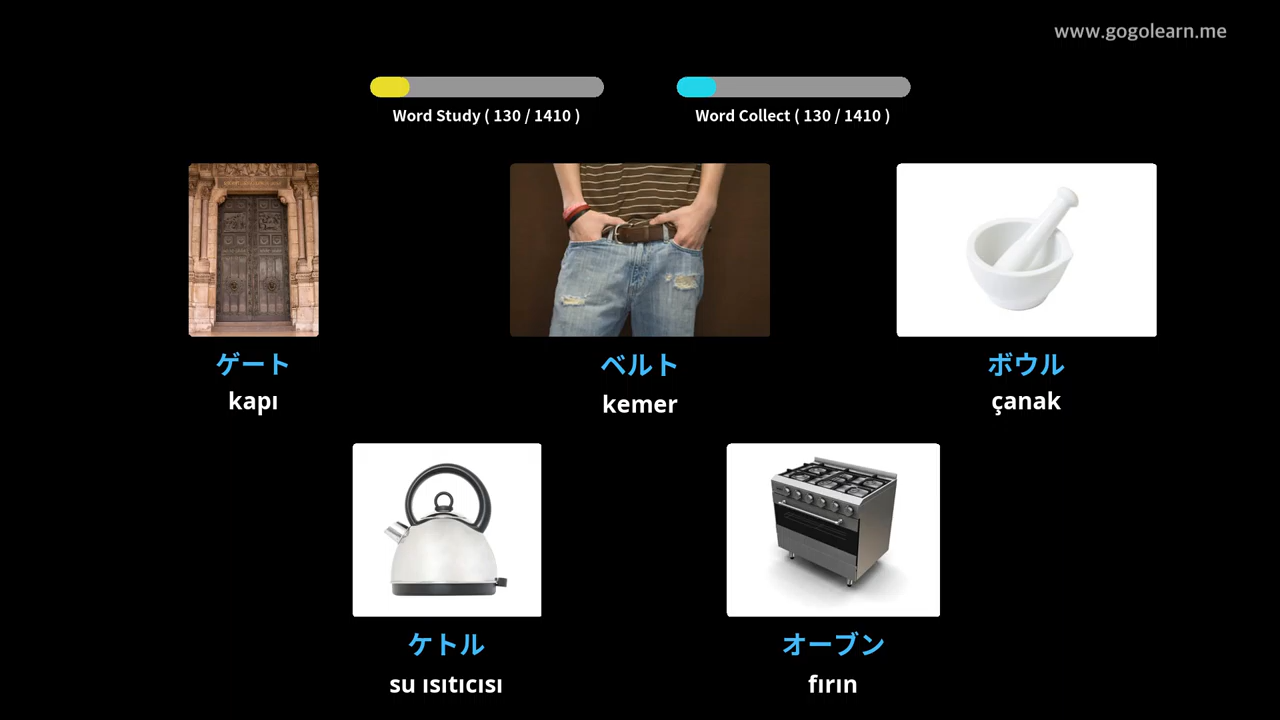 www.gogolearn.me
Word Study ( 130 / 1410 )
Word Collect ( 130 / 1410 )
ゲート
kapı
ベルト
kemer
ボウル
çanak
ケトル
su ısıtıcısı
オーブン
fırın